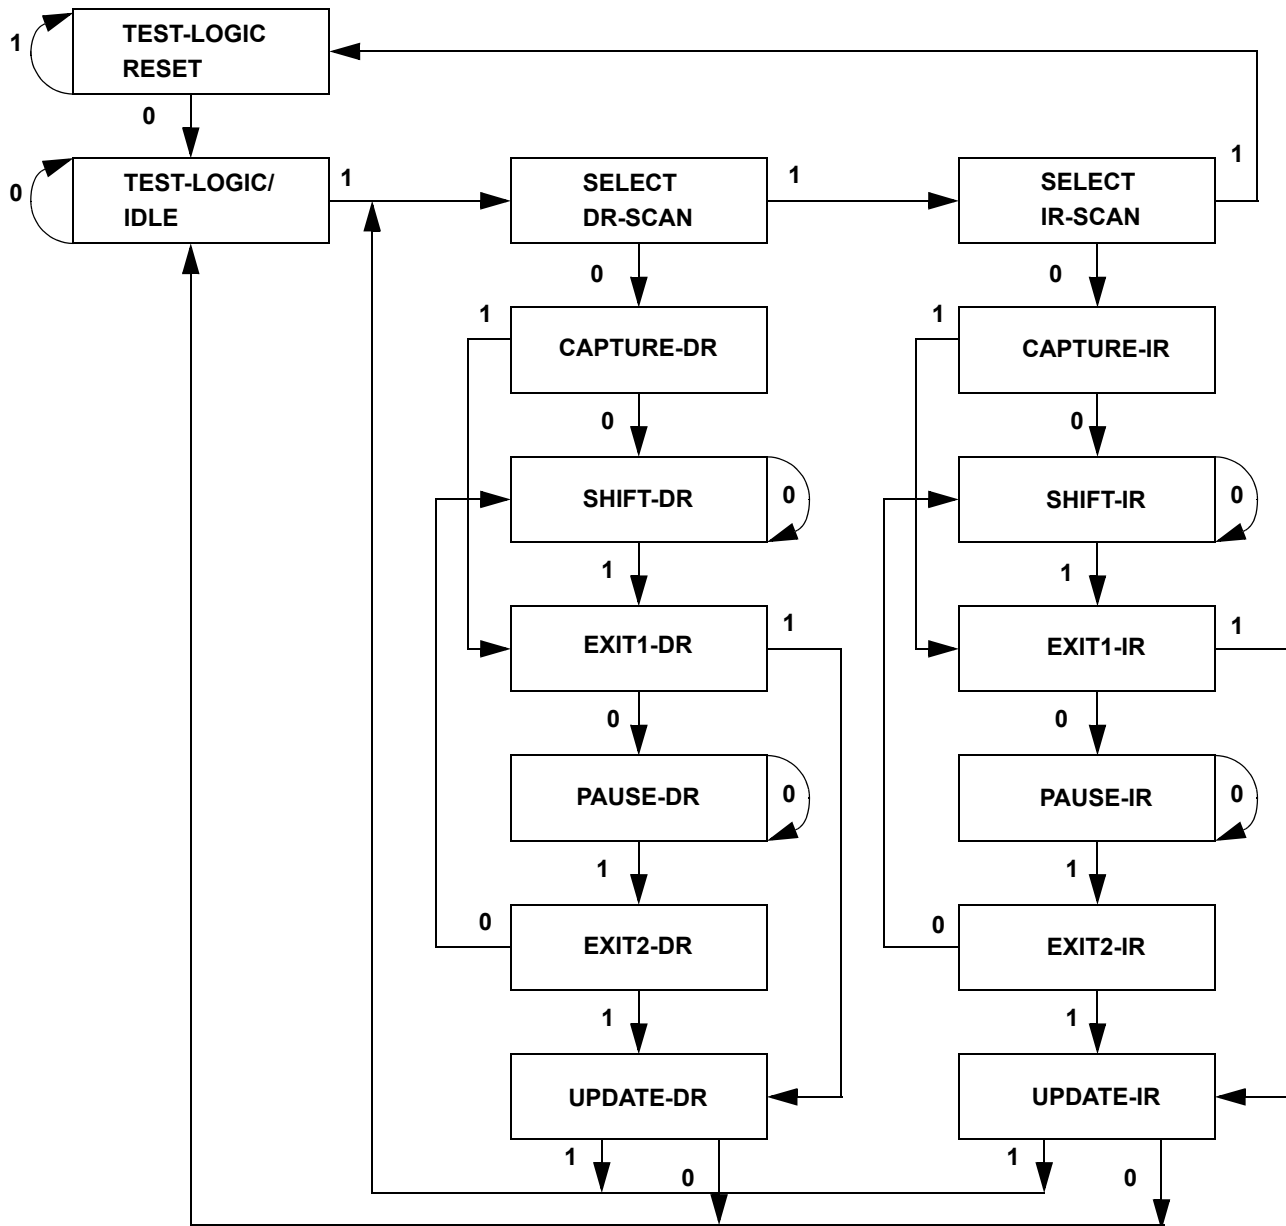 TEST-LOGIC
RESET
1
0
TEST-LOGIC/
IDLE
0
1
SELECT
DR-SCAN
1
SELECT
IR-SCAN
1
0
0
1
CAPTURE-DR
1
CAPTURE-IR
0
0
SHIFT-DR
0
SHIFT-IR
0
1
1
EXIT1-DR
1
EXIT1-IR
1
0
0
PAUSE-DR
0
PAUSE-IR
0
1
1
0
EXIT2-DR
0
EXIT2-IR
1
1
UPDATE-DR
UPDATE-IR
1
0
1
0